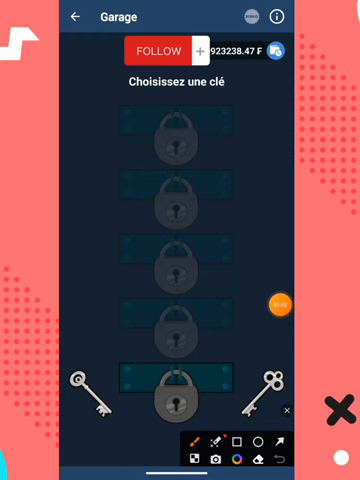 Garage
FOLLOW +
923238.47 ₣
Choisissez une clé